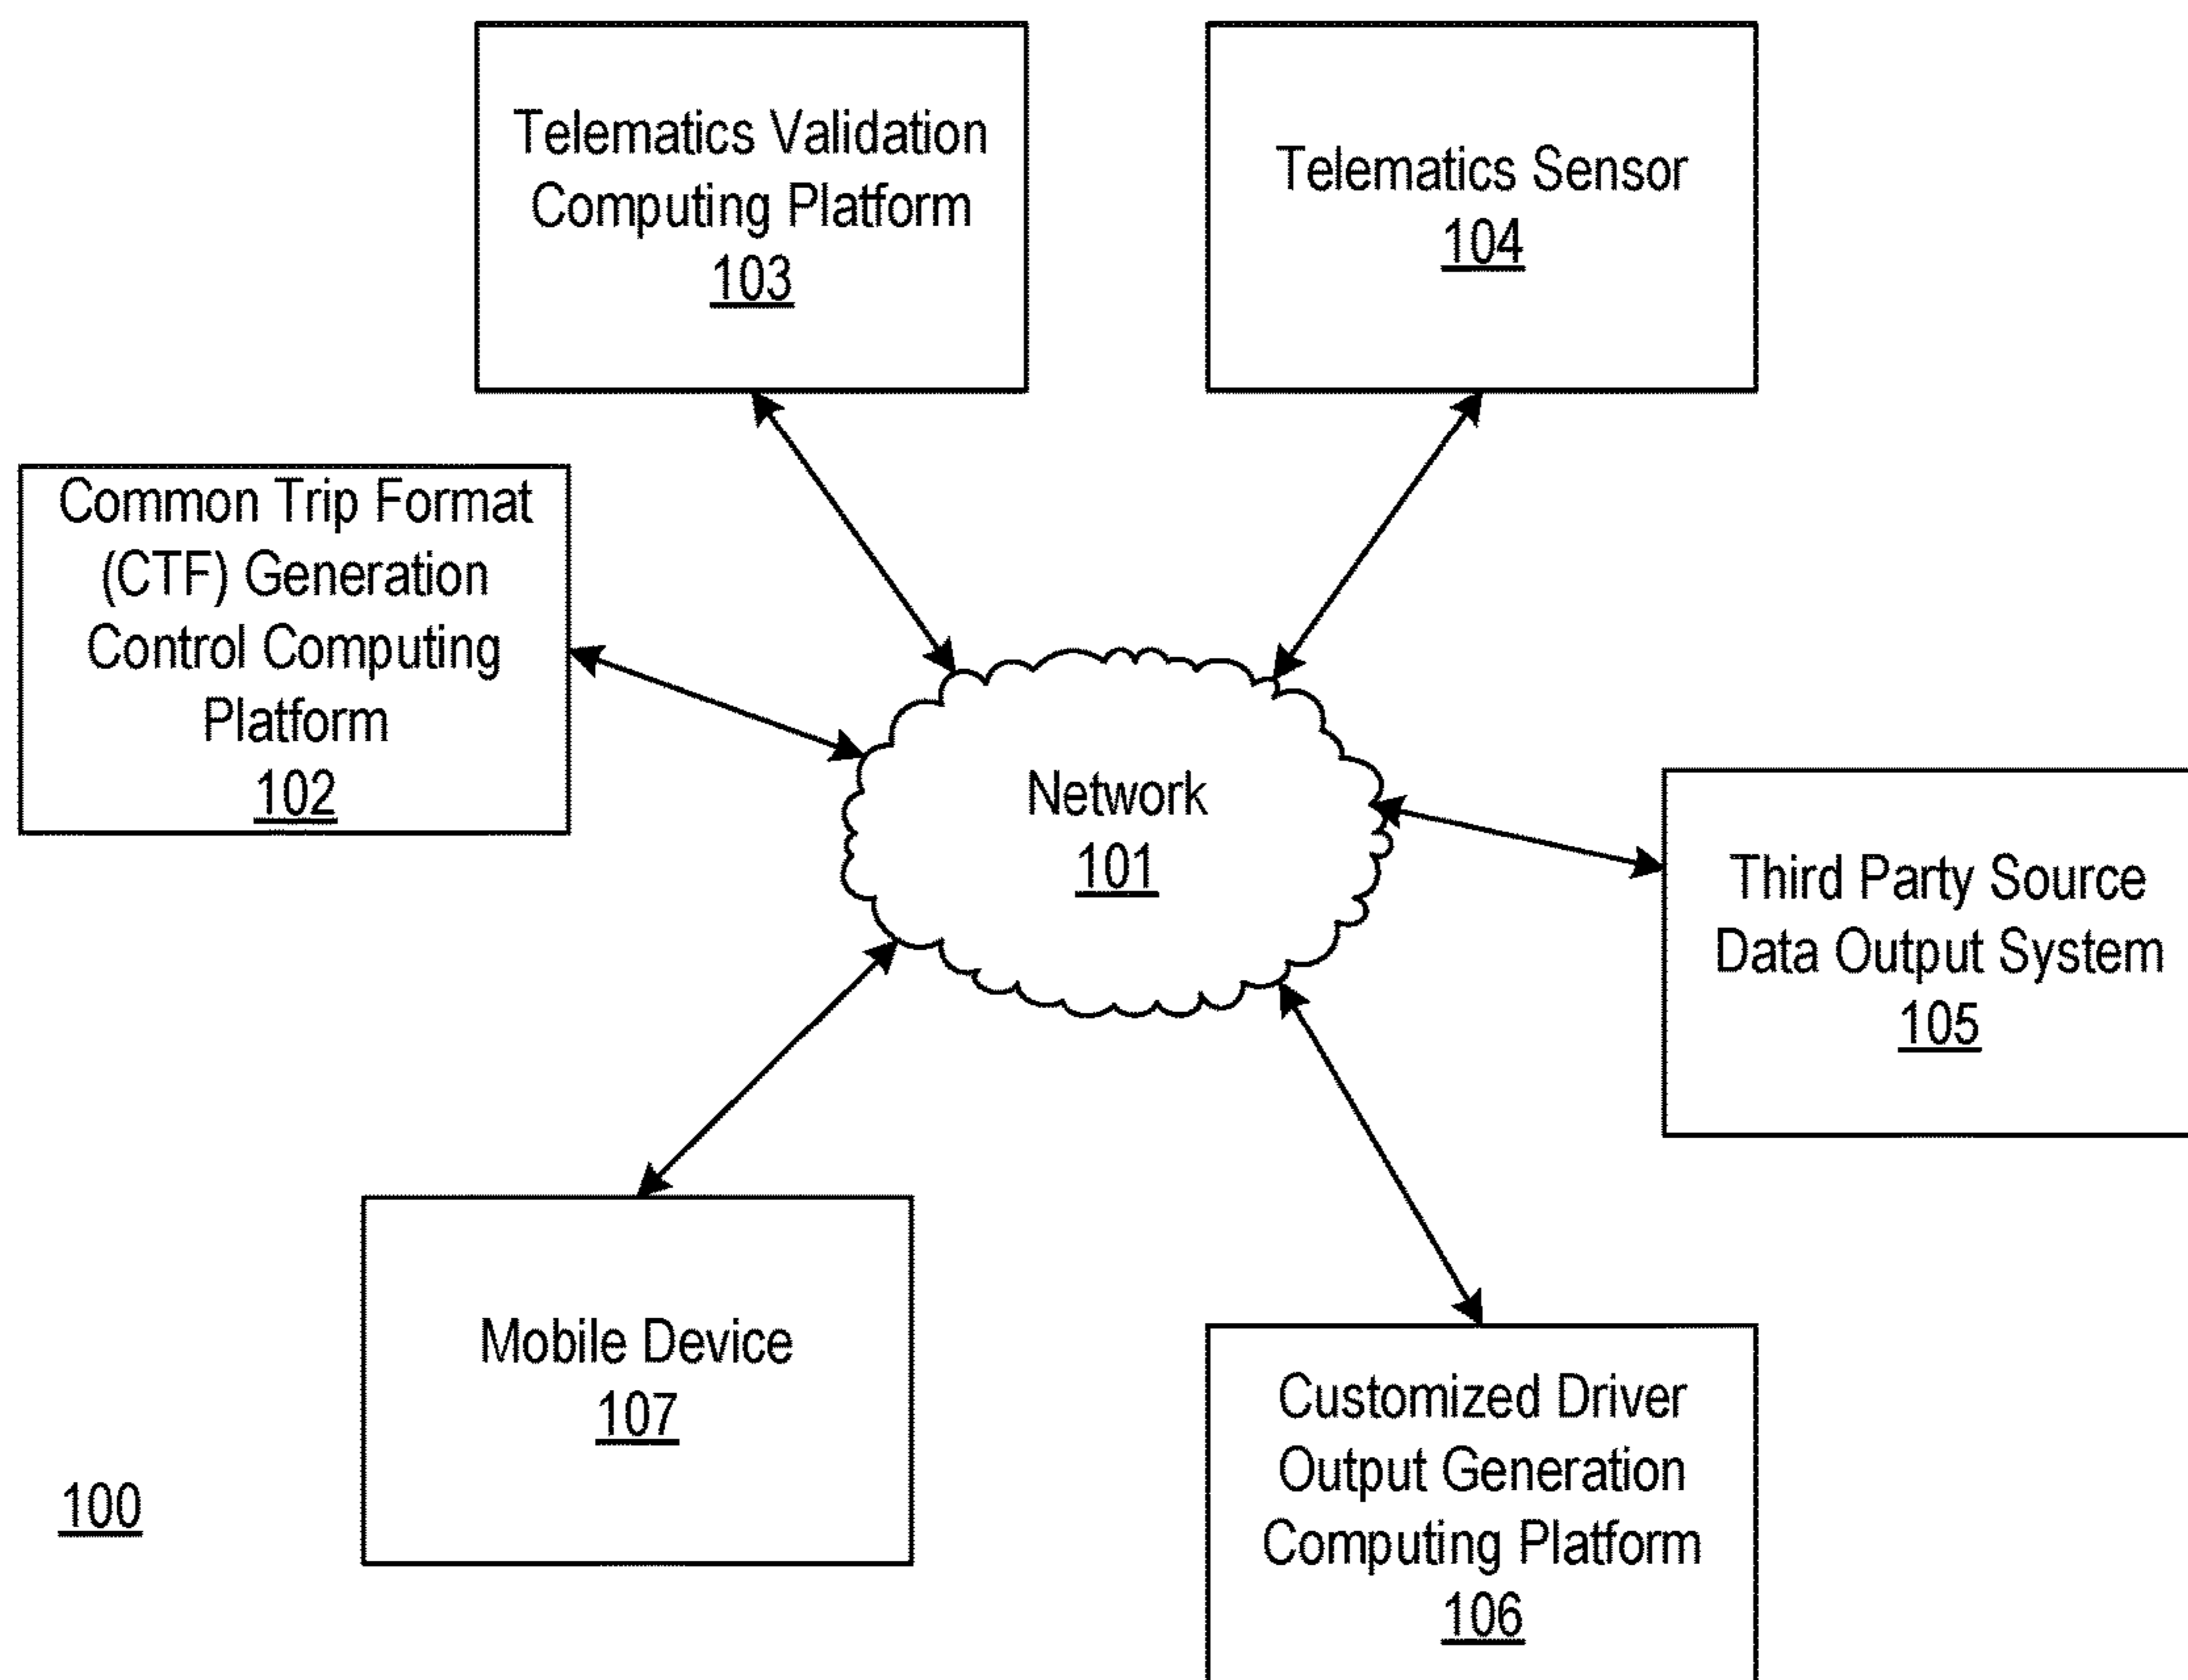 Telematics Validation
Computing Platform
103
Telematics Sensor
104
Common Trip Format
(CTF) Generation
Control Computing
Platform
102
Network
101
Third Party Source
Data Output System
105
Mobile Device
107
Customized Driver
Output Generation
Computing Platform
106
100